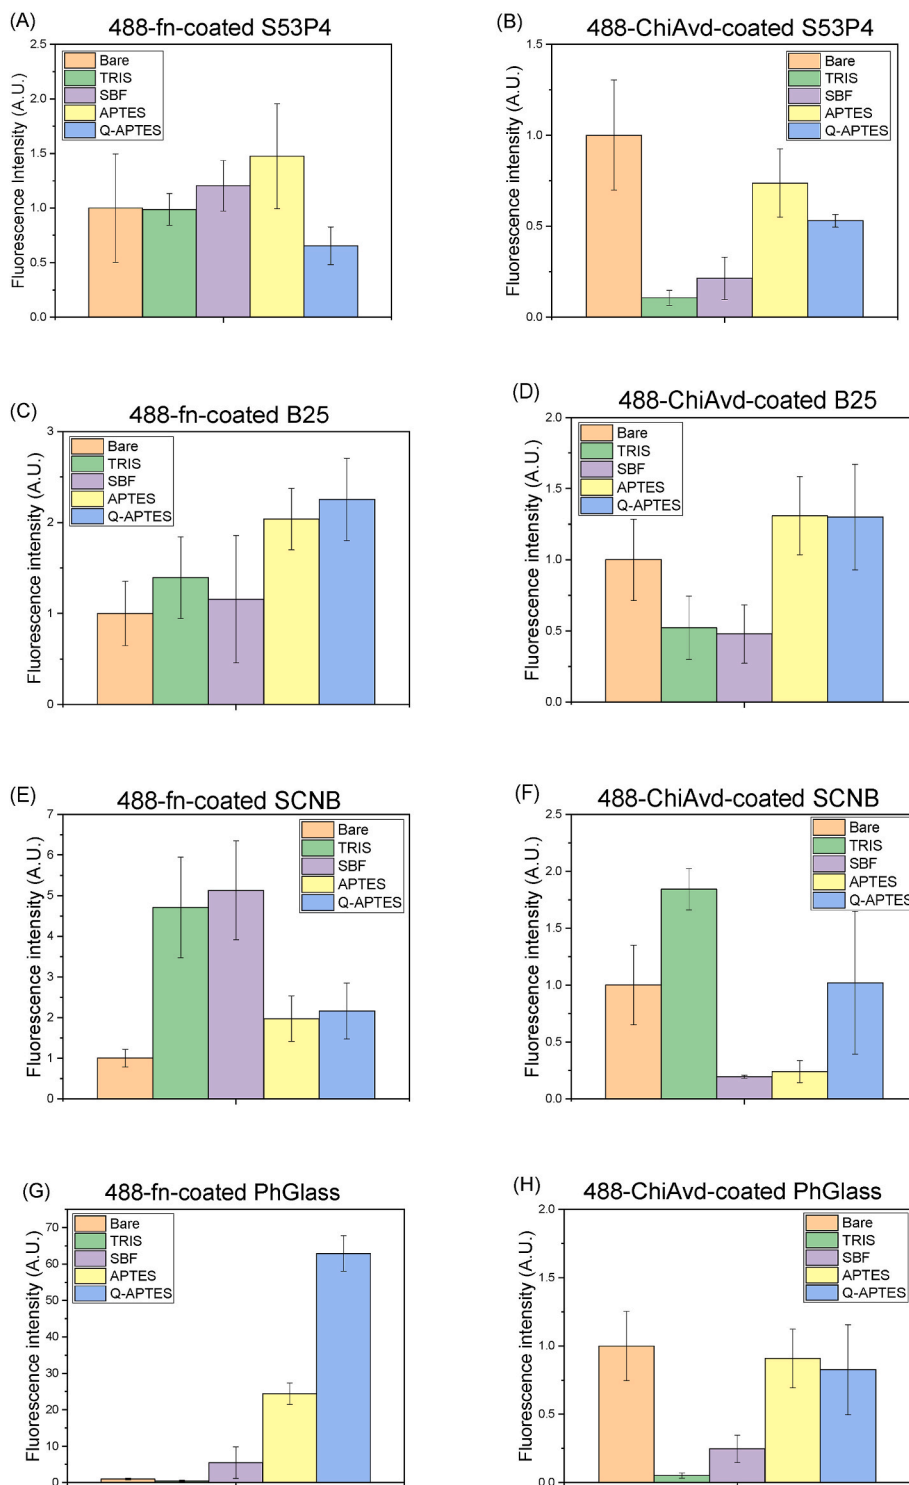 (A)
488-fn-coated S53P4
Fluorescence Intensity (A.U.)
2.5
2.0
1.5
1.0
0.5
0.0
Bare
TRIS
SBF
APTES
Q-APTES
(B)
488-ChiAvd-coated S53P4
Fluorescence intensity (A.U.)
1.5
1.0
0.5
0.0
Bare
TRIS
SBF
APTES
Q-APTES
(C)
488-fn-coated B25
Fluorescence intensity (A.U.)
3
2
1
0
Bare
TRIS
SBF
APTES
Q-APTES
(D)
488-ChiAvd-coated B25
Fluorescence intensity (A.U.)
2.0
1.5
1.0
0.5
0.0
Bare
TRIS
SBF
APTES
Q-APTES
(E)
488-fn-coated SCNB
Fluorescence intensity (A.U.)
7
6
5
4
3
2
1
0
Bare
TRIS
SBF
APTES
Q-APTES
(F)
488-ChiAvd-coated SCNB
Fluorescence intensity (A.U.)
2.5
2.0
1.5
1.0
0.5
0.0
Bare
TRIS
SBF
APTES
Q-APTES
(G)
488-fn-coated PhGlass
Fluorescence intensity (A.U.)
70
60
50
40
30
20
10
0
Bare
TRIS
SBF
APTES
Q-APTES
(H)
488-ChiAvd-coated PhGlass
Fluorescence intensity (A.U.)
2.0
1.5
1.0
0.5
0.0
Bare
TRIS
SBF
APTES
Q-APTES